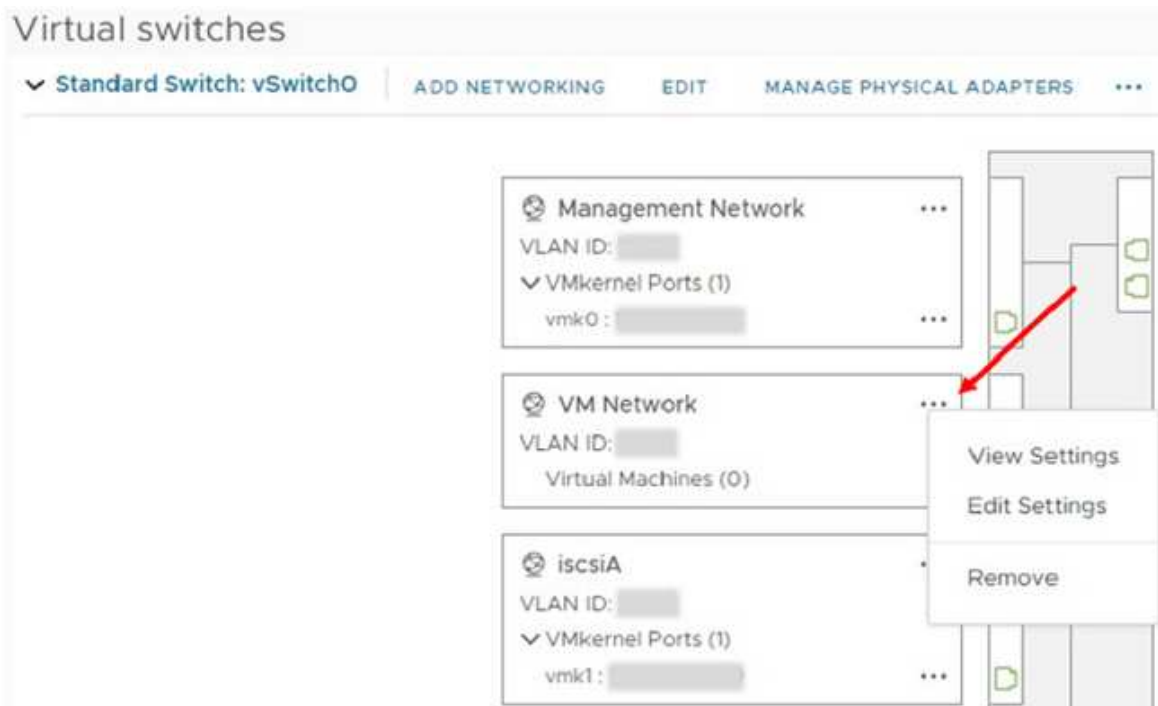 Virtual switches
Standard Switch: vSwitch0 ADD NETWORKING EDIT MANAGE PHYSICAL ADAPTERS ...
Management Network ...
VLAN ID:
VMkernel Ports (1)
vmk0 : ...
VM Network ...
VLAN ID:
Virtual Machines (0)
View Settings
Edit Settings
Remove
iscsiA
VLAN ID:
VMkernel Ports (1)
vmk1 : ...